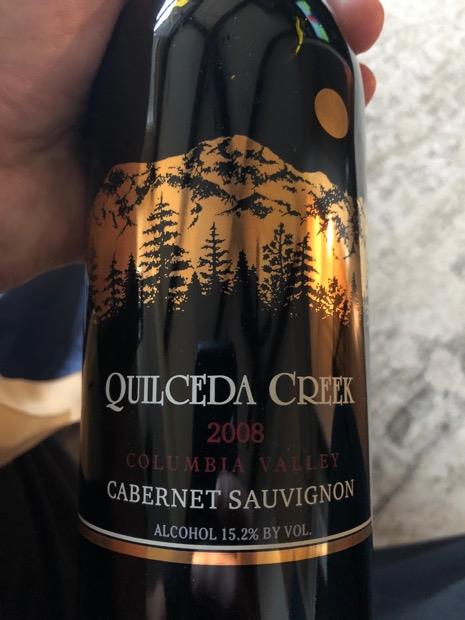 QUILCEDA CREEK
2008
COLUMBIA VALLEY
CABERNET SAUVIGNON
ALCOHOL 15.2% BY VOL.